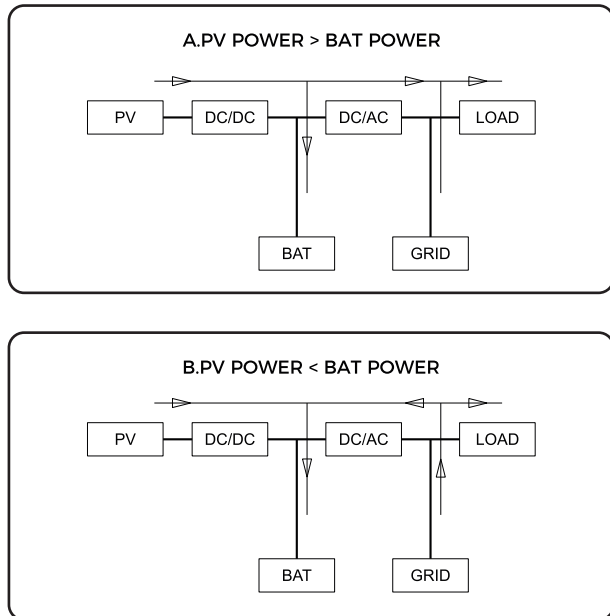 A.PV POWER > BAT POWER
PV DC/DC DC/AC LOAD
BAT GRID
B.PV POWER < BAT POWER
PV DC/DC DC/AC LOAD
BAT GRID